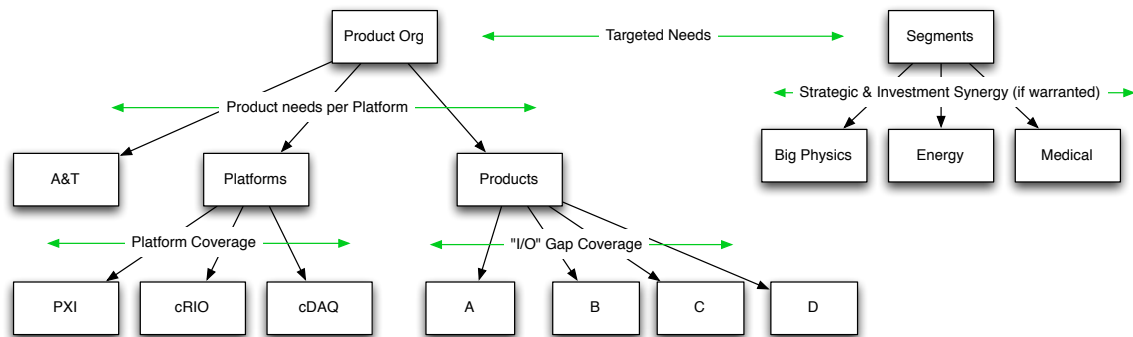 Product Org
Targeted Needs
Segments
Product needs per Platform
Strategic & Investment Synergy (if warranted)
A&T
Platforms
Products
Big Physics
Energy
Medical
Platform Coverage
"I/O" Gap Coverage
PXI
cRIO
cDAQ
A
B
C
D